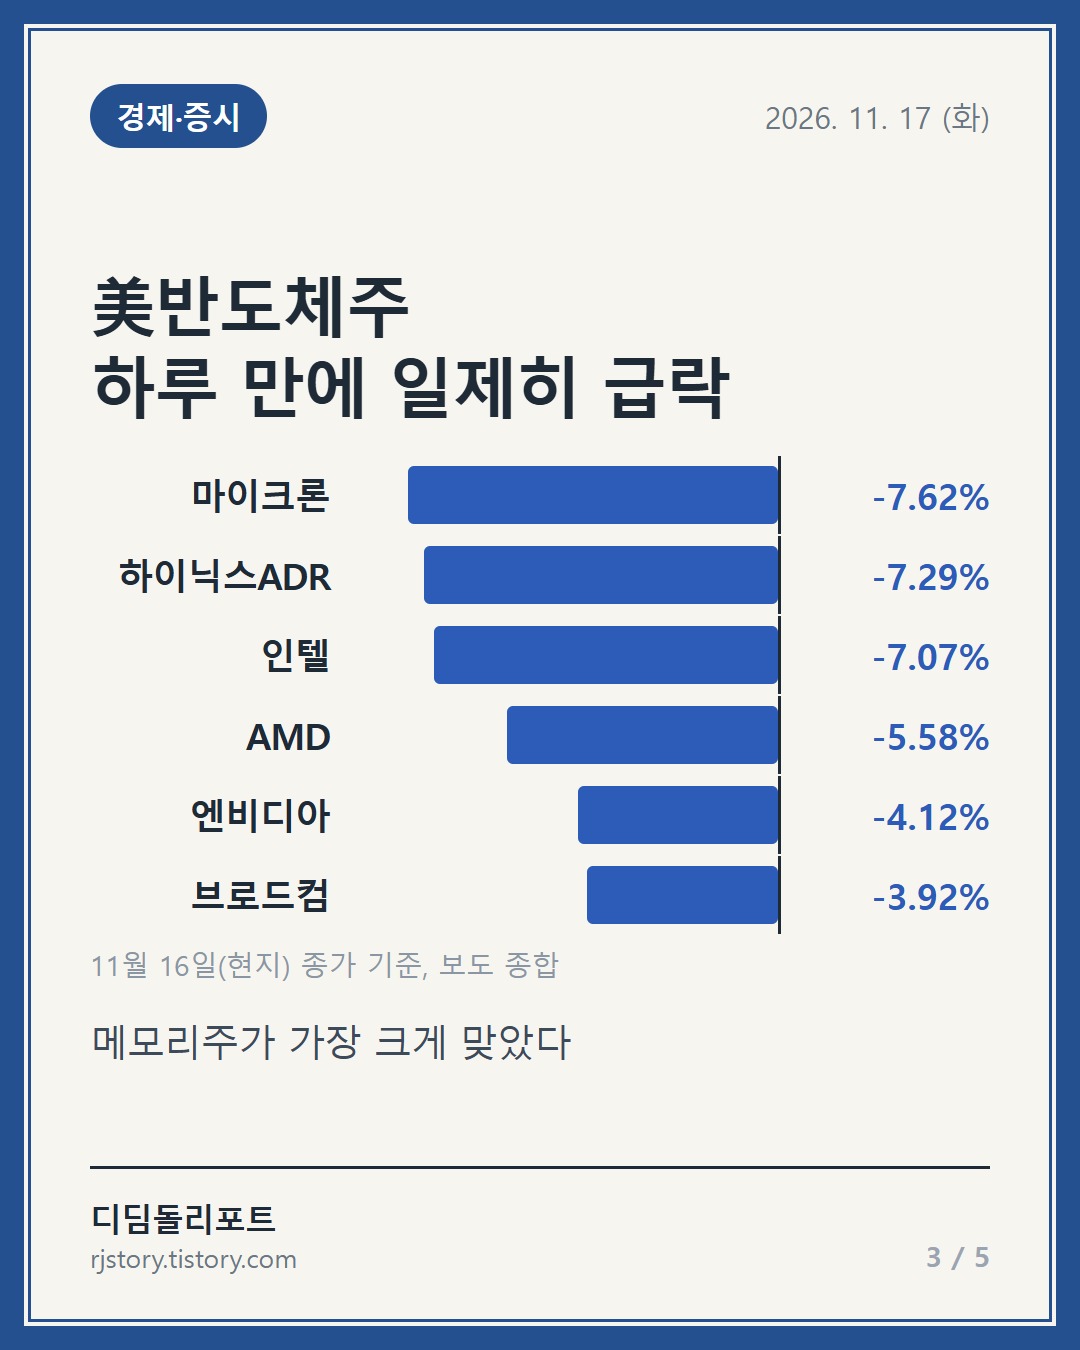 경제·증시
2026. 11. 17 (화)
美반도체주
하루 만에 일제히 급락
마이크론 -7.62%
하이닉스ADR -7.29%
인텔 -7.07%
AMD -5.58%
엔비디아 -4.12%
브로드컴 -3.92%
11월 16일(현지) 종가 기준, 보도 종합
메모리주가 가장 크게 맞았다
디딤돌리포트
rjstory.tistory.com
3 / 5